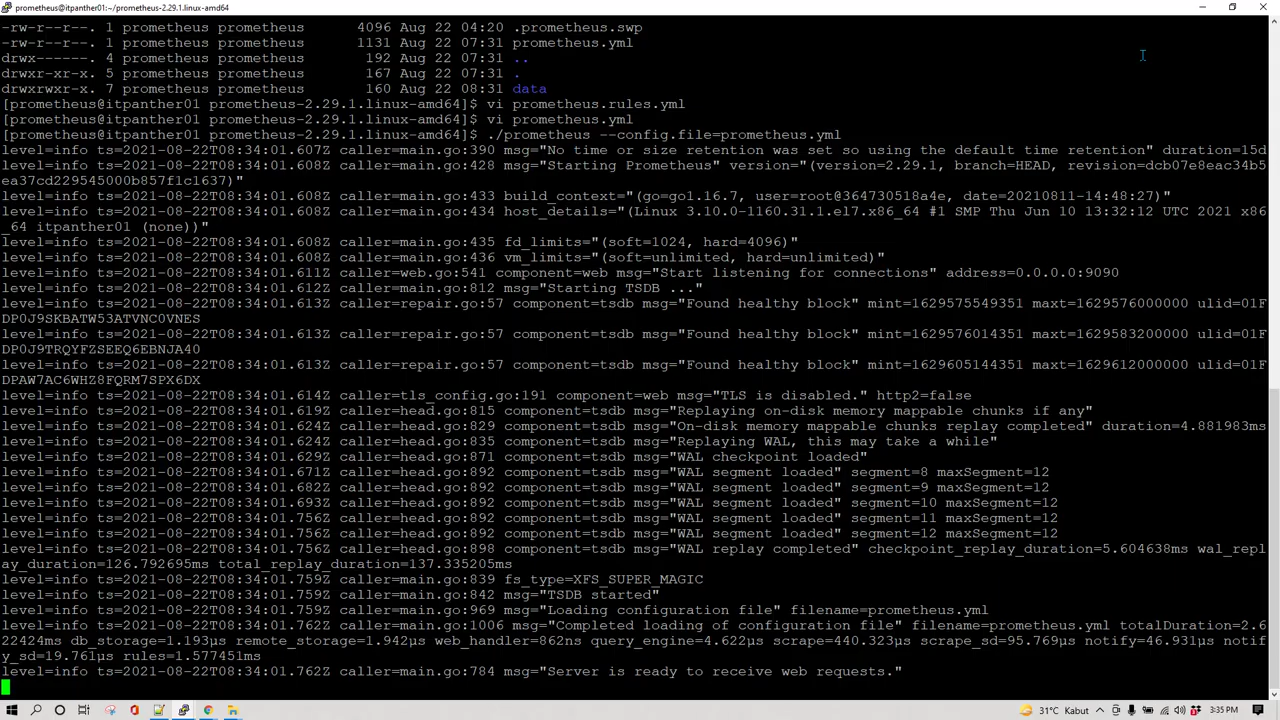 prometheus@itpanther01:~/prometheus-2.29.1.linux-amd64
-rw-r--r--. 1 prometheus prometheus      4096 Aug 22 04:20 .prometheus.swp
-rw-r--r--. 1 prometheus prometheus      1131 Aug 22 07:31 prometheus.yml
drwx------. 4 prometheus prometheus       192 Aug 22 07:31 ..
drwxr-xr-x. 5 prometheus prometheus       167 Aug 22 07:31 .
drwxrwxr-x. 7 prometheus prometheus       160 Aug 22 08:31 data
[prometheus@itpanther01 prometheus-2.29.1.linux-amd64]$ vi prometheus.rules.yml
[prometheus@itpanther01 prometheus-2.29.1.linux-amd64]$ vi prometheus.yml
[prometheus@itpanther01 prometheus-2.29.1.linux-amd64]$ ./prometheus --config.file=prometheus.yml
level=info ts=2021-08-22T08:34:01.607Z caller=main.go:390 msg="No time or size retention was set so using the default time retention" duration=15d
level=info ts=2021-08-22T08:34:01.608Z caller=main.go:428 msg="Starting Prometheus" version="(version=2.29.1, branch=HEAD, revision=dcb07e8eac34b5
ea37cd229545000b857f1c1637)"
level=info ts=2021-08-22T08:34:01.608Z caller=main.go:433 build_context="(go=go1.16.7, user=root@364730518a4e, date=20210811-14:48:27)"
level=info ts=2021-08-22T08:34:01.608Z caller=main.go:434 host_details="(Linux 3.10.0-1160.31.1.el7.x86_64 #1 SMP Thu Jun 10 13:32:12 UTC 2021 x86
_64 itpanther01 (none))"
level=info ts=2021-08-22T08:34:01.608Z caller=main.go:435 fd_limits="(soft=1024, hard=4096)"
level=info ts=2021-08-22T08:34:01.608Z caller=main.go:436 vm_limits="(soft=unlimited, hard=unlimited)"
level=info ts=2021-08-22T08:34:01.611Z caller=web.go:541 component=web msg="Start listening for connections" address=0.0.0.0:9090
level=info ts=2021-08-22T08:34:01.612Z caller=main.go:812 msg="Starting TSDB ..."
level=info ts=2021-08-22T08:34:01.613Z caller=repair.go:57 component=tsdb msg="Found healthy block" mint=1629575549351 maxt=1629576000000 ulid=01F
DP0J9SKBATW53ATVNC0VNES
level=info ts=2021-08-22T08:34:01.613Z caller=repair.go:57 component=tsdb msg="Found healthy block" mint=1629576014351 maxt=1629583200000 ulid=01F
DP0J9TRQYFZSEEQ6EBNJA40
level=info ts=2021-08-22T08:34:01.613Z caller=repair.go:57 component=tsdb msg="Found healthy block" mint=1629605144351 maxt=1629612000000 ulid=01F
DPAW7AC6WHZ8FQRM7SPX6DX
level=info ts=2021-08-22T08:34:01.614Z caller=tls_config.go:191 component=web msg="TLS is disabled." http2=false
level=info ts=2021-08-22T08:34:01.619Z caller=head.go:815 component=tsdb msg="Replaying on-disk memory mappable chunks if any"
level=info ts=2021-08-22T08:34:01.624Z caller=head.go:829 component=tsdb msg="On-disk memory mappable chunks replay completed" duration=4.881983ms
level=info ts=2021-08-22T08:34:01.624Z caller=head.go:835 component=tsdb msg="Replaying WAL, this may take a while"
level=info ts=2021-08-22T08:34:01.629Z caller=head.go:871 component=tsdb msg="WAL checkpoint loaded"
level=info ts=2021-08-22T08:34:01.671Z caller=head.go:892 component=tsdb msg="WAL segment loaded" segment=8 maxSegment=12
level=info ts=2021-08-22T08:34:01.682Z caller=head.go:892 component=tsdb msg="WAL segment loaded" segment=9 maxSegment=12
level=info ts=2021-08-22T08:34:01.693Z caller=head.go:892 component=tsdb msg="WAL segment loaded" segment=10 maxSegment=12
level=info ts=2021-08-22T08:34:01.756Z caller=head.go:892 component=tsdb msg="WAL segment loaded" segment=11 maxSegment=12
level=info ts=2021-08-22T08:34:01.756Z caller=head.go:892 component=tsdb msg="WAL segment loaded" segment=12 maxSegment=12
level=info ts=2021-08-22T08:34:01.756Z caller=head.go:898 component=tsdb msg="WAL replay completed" checkpoint_replay_duration=5.604638ms wal_repl
ay_duration=126.792695ms total_replay_duration=137.335205ms
level=info ts=2021-08-22T08:34:01.759Z caller=main.go:839 fs_type=XFS_SUPER_MAGIC
level=info ts=2021-08-22T08:34:01.759Z caller=main.go:842 msg="TSDB started"
level=info ts=2021-08-22T08:34:01.759Z caller=main.go:969 msg="Loading configuration file" filename=prometheus.yml
level=info ts=2021-08-22T08:34:01.762Z caller=main.go:1006 msg="Completed loading of configuration file" filename=prometheus.yml totalDuration=2.6
22424ms db_storage=1.193µs remote_storage=1.942µs web_handler=862ns query_engine=4.622µs scrape=440.323µs scrape_sd=95.769µs notify=46.931µs notif
y_sd=19.761µs rules=1.577451ms
level=info ts=2021-08-22T08:34:01.762Z caller=main.go:784 msg="Server is ready to receive web requests."
31°C Kabut
3:35 PM